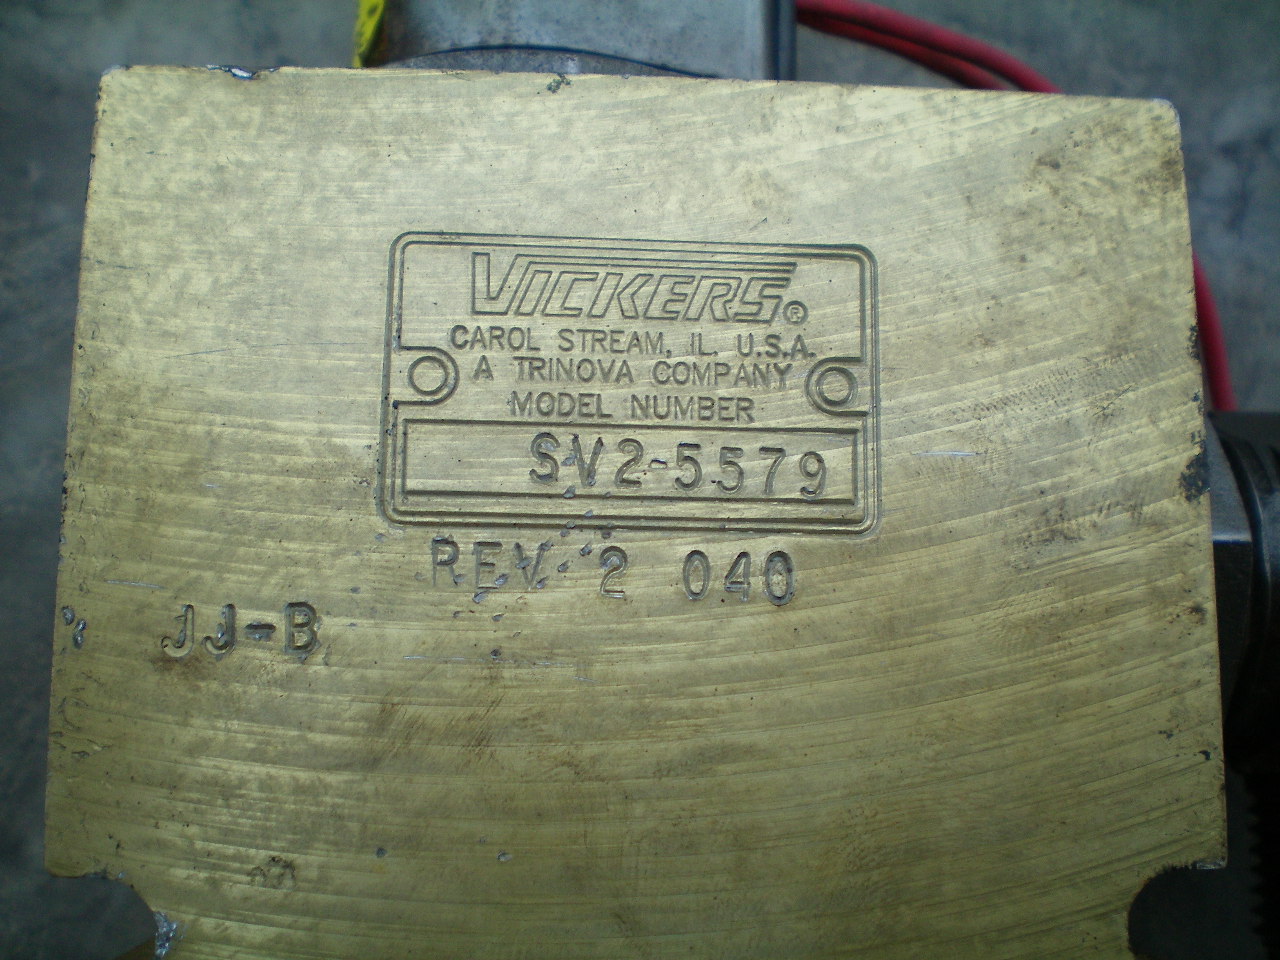 VICKERS®
CAROL STREAM, IL. U.S.A.
A TRINOVA COMPANY
MODEL NUMBER
SV2-5579
REV 2 040
JJ-B